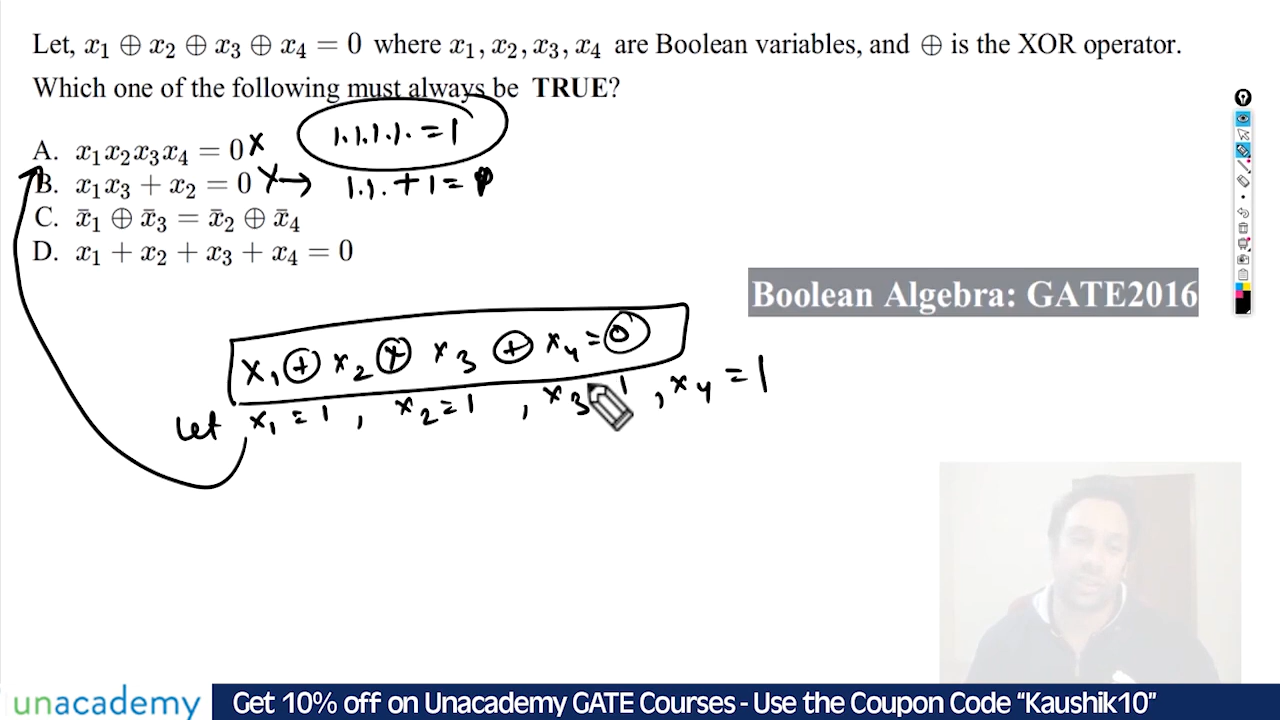 Let, x₁ ⊕ x₂ ⊕ x₃ ⊕ x₄ = 0 where x₁, x₂, x₃, x₄ are Boolean variables, and ⊕ is the XOR operator.
Which one of the following must always be TRUE?
1.1.1.1. = 1
A. x₁x₂x₃x₄ = 0 X
B. x₁x₃ + x₂ = 0 X → 1.1. + 1 =
C. x̄₁ ⊕ x̄₃ = x̄₂ ⊕ x̄₄
D. x₁ + x₂ + x₃ + x₄ = 0
Boolean Algebra: GATE2016
x₁ ⊕ x₂ ⊕ x₃ ⊕ x₄ = 0
Let x₁ = 1 , x₂ = 1 , x₃ 1 , x₄ = 1
unacademy
Get 10% off on Unacademy GATE Courses - Use the Coupon Code “Kaushik10”